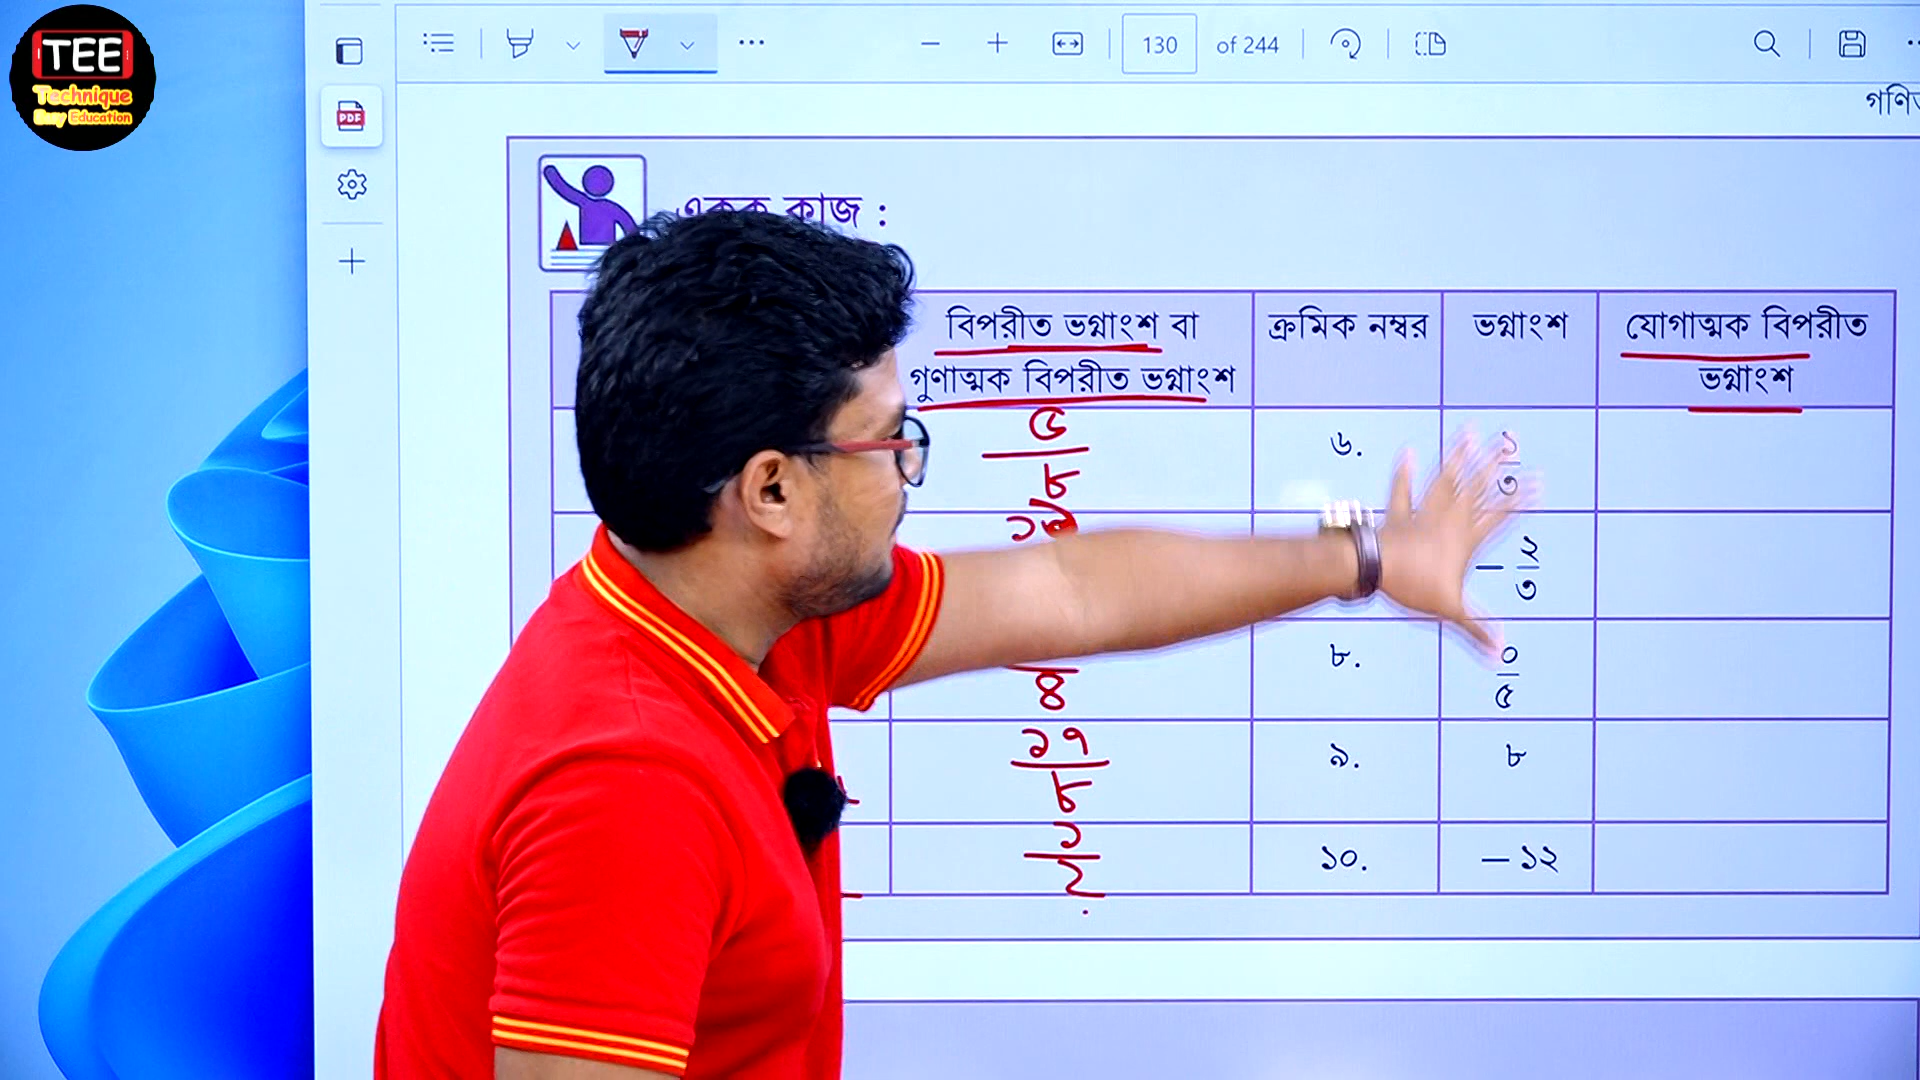 TEE
Technique
Easy Education
130 of 244
PDF
গণিত
একক কাজ :
বিপরীত ভগ্নাংশ বা
গুণাত্মক বিপরীত ভগ্নাংশ
ক্রমিক নম্বর
ভগ্নাংশ
যোগাত্মক বিপরীত
ভগ্নাংশ
৬.
১
৩
– ২
৩
৮.
০
৫
৯.
৮
১০.
– ১২